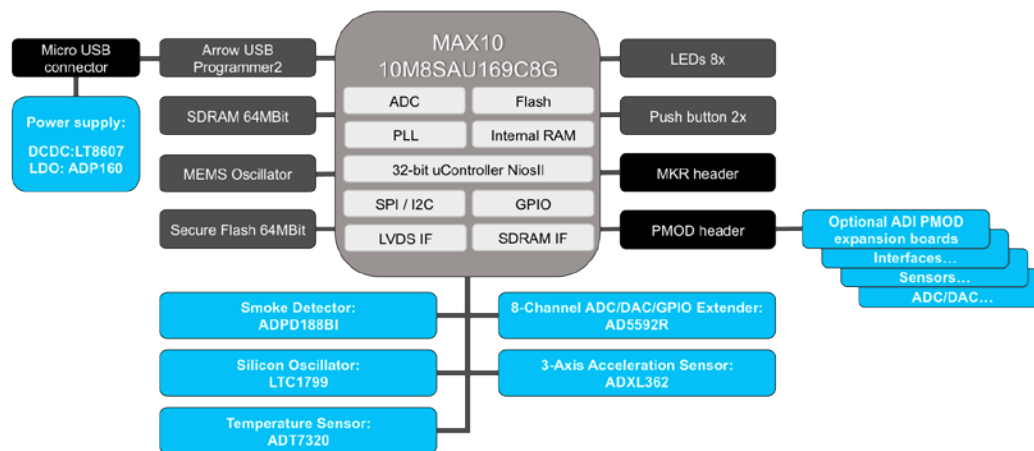 MAX10
10M8SAU169C8G
ADC
Flash
PLL
Internal RAM
32-bit uController NiosII
SPI / I2C
GPIO
LVDS IF
SDRAM IF
Micro USB
connector
Arrow USB
Programmer2
Power supply:
DCDC:LT8607
LDO: ADP160
SDRAM 64MBit
MEMS Oscillator
Secure Flash 64MBit
LEDs 8x
Push button 2x
MKR header
PMOD header
Optional ADI PMOD
expansion boards
Interfaces...
Sensors...
ADC/DAC...
Smoke Detector:
ADPD188BI
8-Channel ADC/DAC/GPIO Extender:
AD5592R
Silicon Oscillator:
LTC1799
3-Axis Acceleration Sensor:
ADXL362
Temperature Sensor:
ADT7320